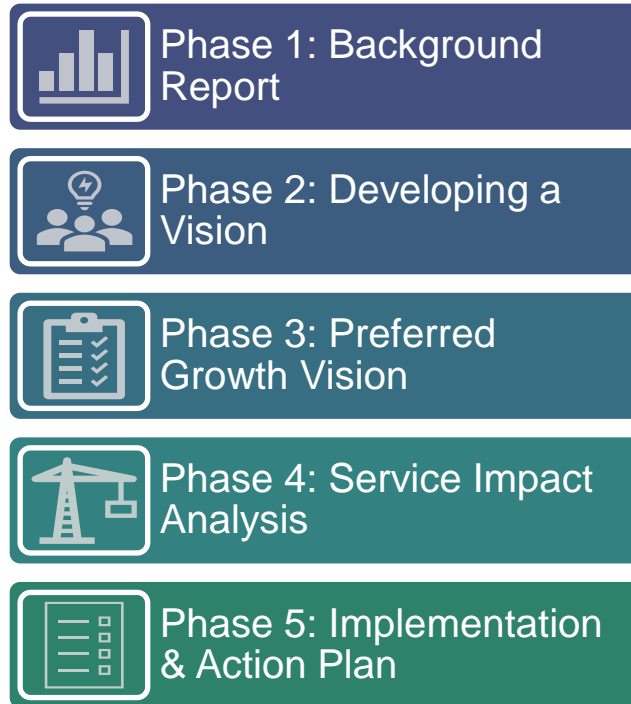 Phase 1: Background
Report
Phase 2: Developing a
Vision
Phase 3: Preferred
Growth Vision
Phase 4: Service Impact
Analysis
Phase 5: Implementation
& Action Plan